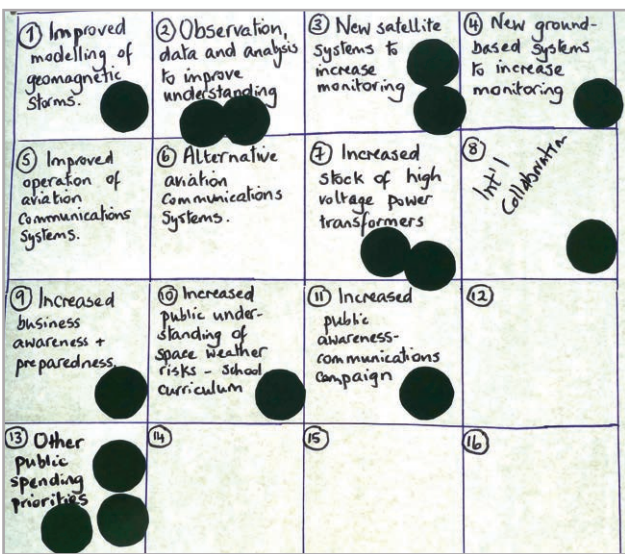 ① Improved
modelling of
geomagnetic
Storms.
② Observation,
data and analysis
to improve
understanding
③ New satellite
systems to
increase
monitoring
④ New ground-
based systems
to increase
monitoring
⑤ Improved
operation of
aviation
Communications
Systems.
⑥ Alternative
aviation
Communications
Systems.
⑦ Increased
stock of high
voltage power
transformers
⑧
Int'l
Collaboration
⑨ Increased
business
awareness +
preparedness.
⑩ Increased
public under-
standing of
space weather
risks - school
curriculum
⑪ Increased
public
awareness-
communications
campaign
⑫
⑬ Other
public
spending
priorities
⑭
⑮
⑯